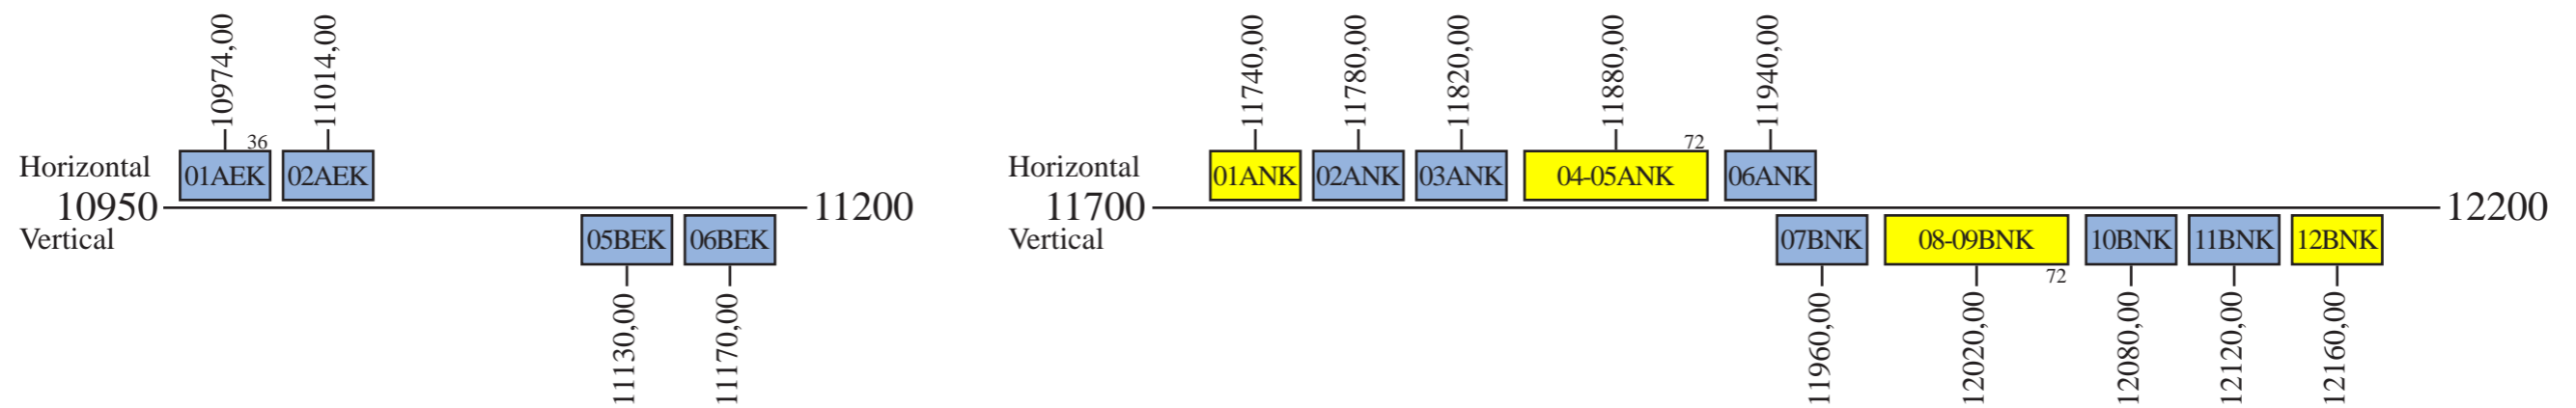 10974,00
11014,00
36
Horizontal
01AEK
02AEK
10950
11200
Vertical
05BEK
06BEK
11130,00
11170,00
11740,00
11780,00
11820,00
11880,00
11940,00
72
Horizontal
01ANK
02ANK
03ANK
04-05ANK
06ANK
11700
12200
Vertical
07BNK
08-09BNK
10BNK
11BNK
12BNK
72
11960,00
12020,00
12080,00
12120,00
12160,00